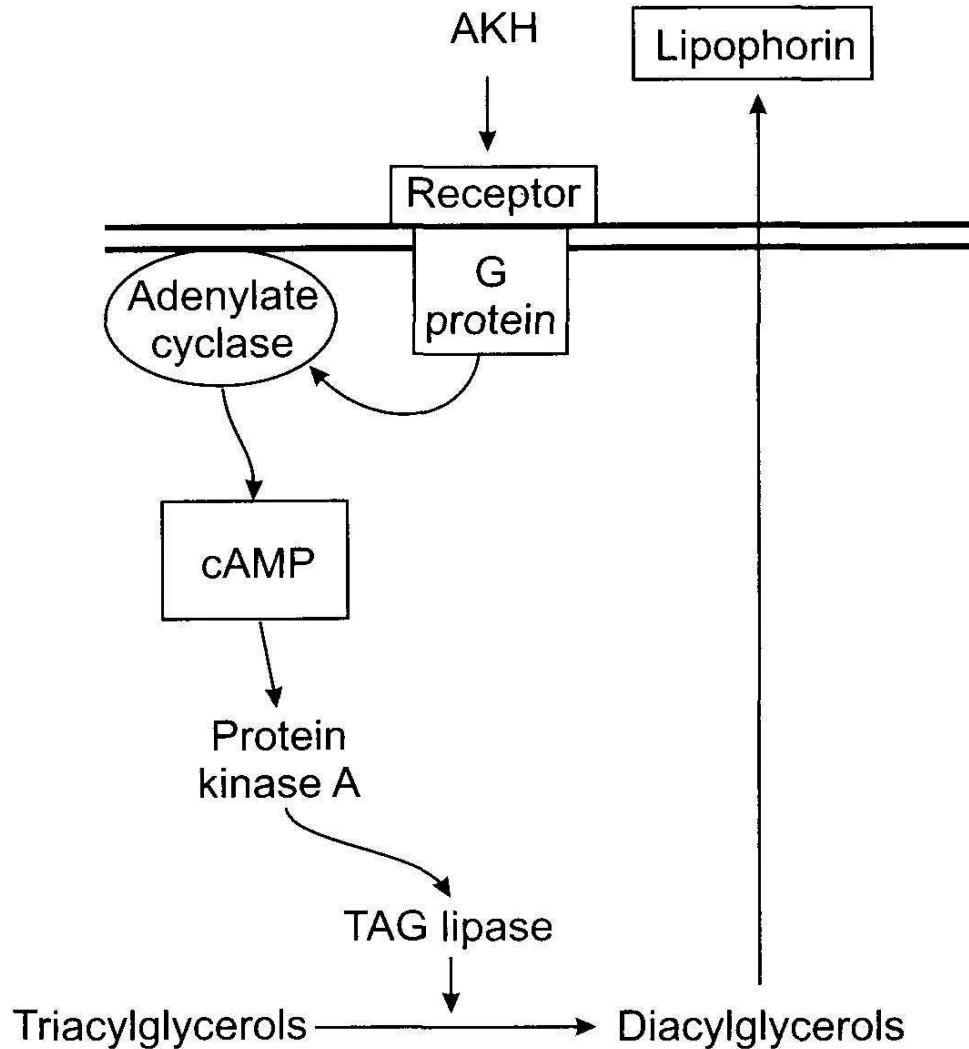 AKH
Lipophorin
Receptor
G
protein
Adenylate
cyclase
cAMP
Protein
kinase A
TAG lipase
Triacylglycerols
Diacylglycerols